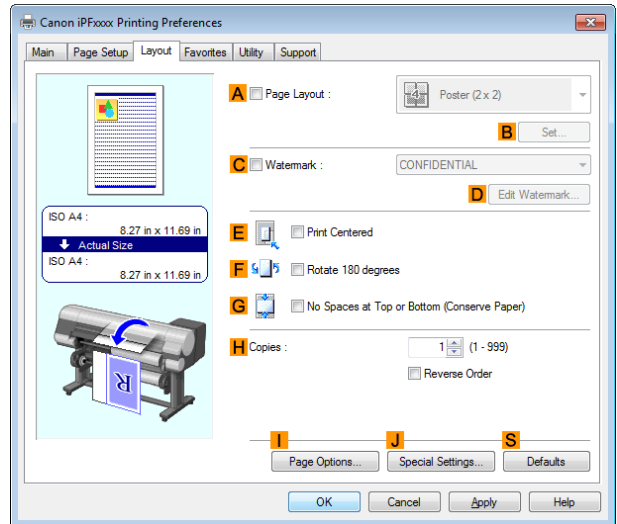 Canon iPFxxxx Printing Preferences
Main Page Setup Layout Favorites Utility Support
A Page Layout : 4 Poster (2 x 2)
B Set...
C Watermark : CONFIDENTIAL
D Edit Watermark...
ISO A4 :
8.27 in x 11.69 in
Actual Size
ISO A4 :
8.27 in x 11.69 in
E Print Centered
F Rotate 180 degrees
G No Spaces at Top or Bottom (Conserve Paper)
H Copies : 1 (1 - 999)
Reverse Order
R
I J S
Page Options... Special Settings... Defaults
OK Cancel Apply Help